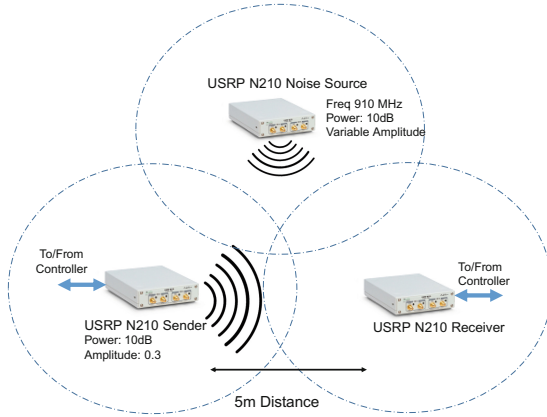 USRP N210 Noise Source
Freq 910 MHz
Power: 10dB
Variable Amplitude
To/From
Controller
USRP N210 Sender
Power: 10dB
Amplitude: 0.3
To/From
Controller
USRP N210 Receiver
5m Distance